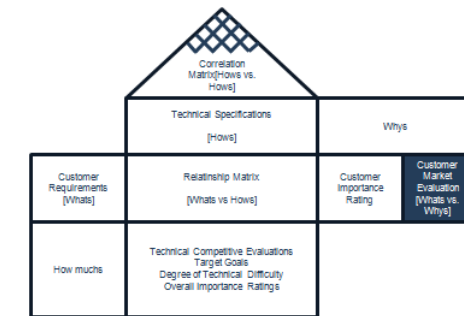 Correlation
Matrix[Hows vs.
Hows]
Technical Specifications
[Hows]
Whys
Customer
Requirements
[Whats]
Relatinship Matrix
[Whats vs Hows]
Customer
Importance
Rating
Customer
Market
Evaluation
[Whats vs.
Whys]
How muchs
Technical Competitive Evaluations
Target Goals
Degree of Technical Difficulty
Overall Importance Ratings